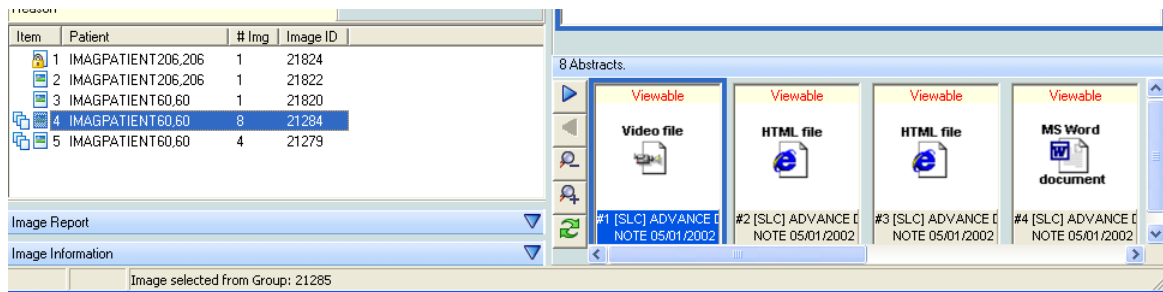 Reason
Item Patient # Img Image ID
1 IMAGPATIENT206,206 1 21824
2 IMAGPATIENT206,206 1 21822
3 IMAGPATIENT60,60 1 21820
4 IMAGPATIENT60,60 8 21284
5 IMAGPATIENT60,60 4 21279
Image Report
Image Information
8 Abstracts.
Viewable
Video file
#1 [SLC] ADVANCE D
NOTE 05/01/2002
Viewable
HTML file
#2 [SLC] ADVANCE D
NOTE 05/01/2002
Viewable
HTML file
#3 [SLC] ADVANCE D
NOTE 05/01/2002
Viewable
MS Word
W
document
#4 [SLC] ADVANCE D
NOTE 05/01/2002
Image selected from Group: 21285